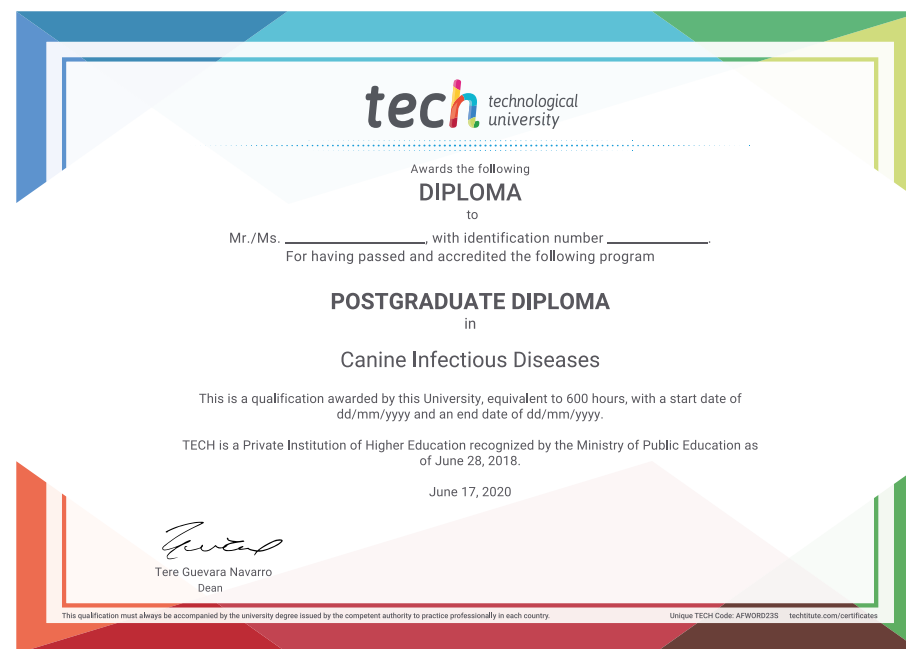 tech technological
university
Awards the following
DIPLOMA
to
Mr./Ms. ____________, with identification number ____________.
For having passed and accredited the following program
POSTGRADUATE DIPLOMA
in
Canine Infectious Diseases
This is a qualification awarded by this University, equivalent to 600 hours, with a start date of
dd/mm/yyyy and an end date of dd/mm/yyyy.
TECH is a Private Institution of Higher Education recognized by the Ministry of Public Education as
of June 28, 2018.
June 17, 2020
Tere Guevara Navarro
Dean
This qualification must always be accompanied by the university degree issued by the competent authority to practice professionally in each country. Unique TECH Code: AFWORD23S techtitute.com/certificates